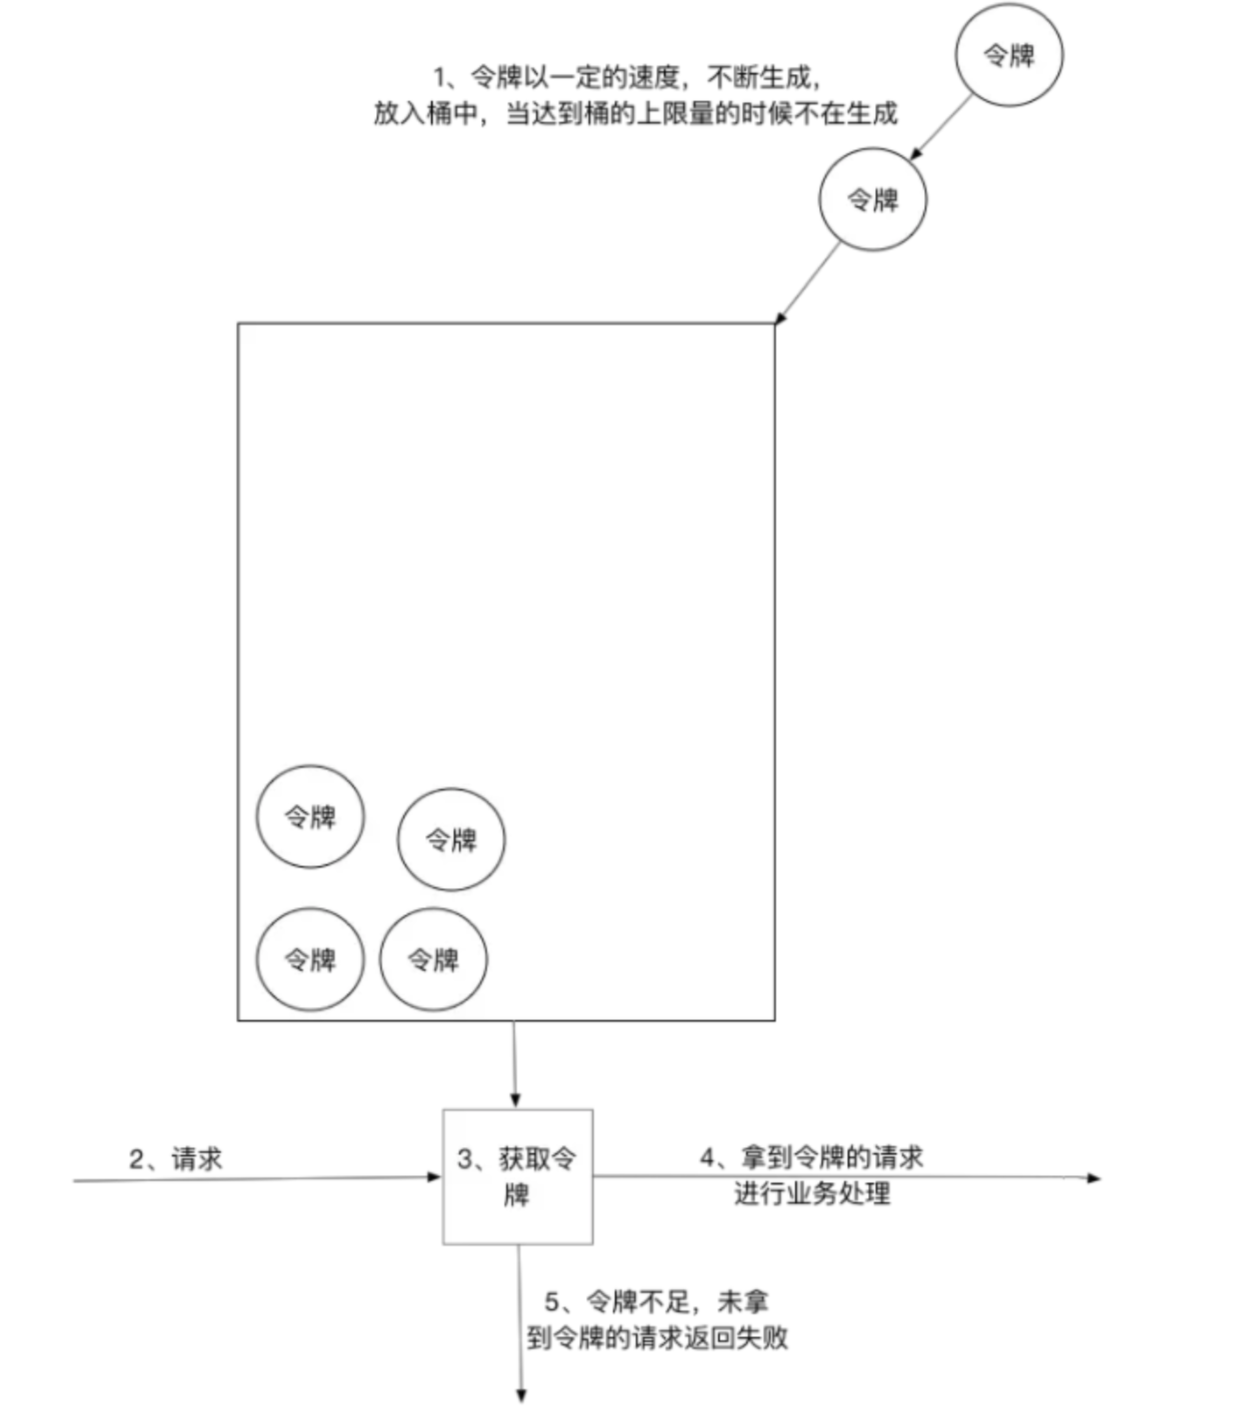 令牌
1、令牌以一定的速度，不断生成，
放入桶中，当达到桶的上限量的时候不在生成
令牌
令牌
令牌
令牌
令牌
2、请求
3、获取令
牌
4、拿到令牌的请求
进行业务处理
5、令牌不足，未拿
到令牌的请求返回失败